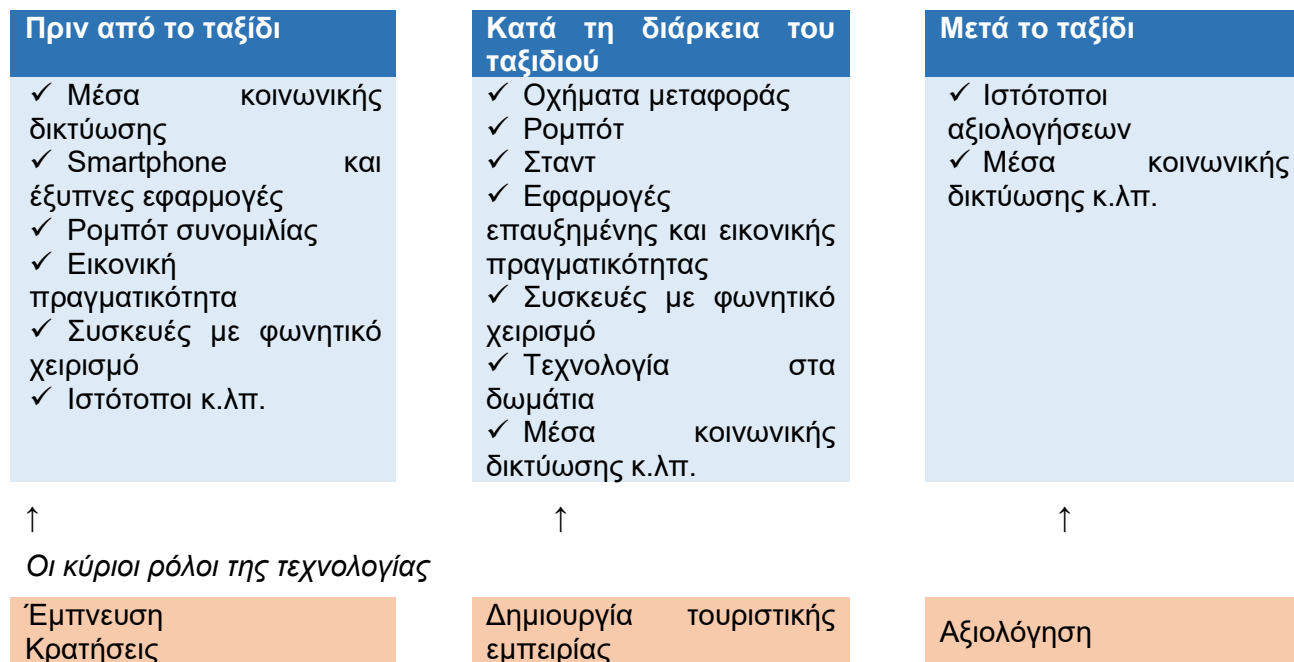 Πριν από το ταξίδι
✓ Μέσα κοινωνικής
δικτύωσης
✓ Smartphone και
έξυπνες εφαρμογές
✓ Ρομπότ συνομιλίας
✓ Εικονική
πραγματικότητα
✓ Συσκευές με φωνητικό
χειρισμό
✓ Ιστότοποι κ.λπ.
Κατά τη διάρκεια του
ταξιδιού
✓ Οχήματα μεταφοράς
✓ Ρομπότ
✓ Σταντ
✓ Εφαρμογές
επαυξημένης και εικονικής
πραγματικότητας
✓ Συσκευές με φωνητικό
χειρισμό
✓ Τεχνολογία στα
δωμάτια
✓ Μέσα κοινωνικής
δικτύωσης κ.λπ.
Μετά το ταξίδι
✓ Ιστότοποι
αξιολογήσεων
✓ Μέσα κοινωνικής
δικτύωσης κ.λπ.
↑ ↑ ↑
Οι κύριοι ρόλοι της τεχνολογίας
Έμπνευση
Κρατήσεις
Δημιουργία τουριστικής
εμπειρίας
Αξιολόγηση